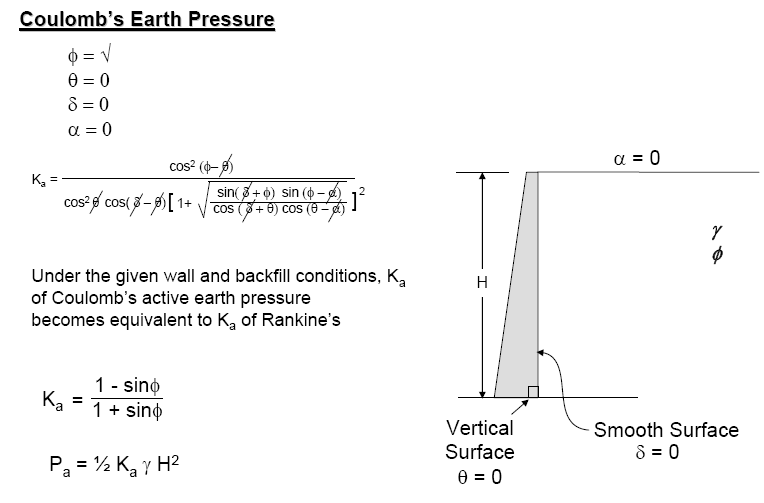 Coulomb's Earth Pressure
ϕ = √
θ = 0
δ = 0
α = 0
Kₐ = cos² (ϕ – θ) / cos² θ cos(δ – θ) [ 1+ √ sin( δ + ϕ) sin (ϕ – α) / cos ( δ + θ) cos (θ – α) ]²
Under the given wall and backfill conditions, Kₐ
of Coulomb's active earth pressure
becomes equivalent to Kₐ of Rankine's
Kₐ = 1 - sinϕ / 1 + sinϕ
Pₐ = ½ Kₐ γ H²
α = 0
γ
ϕ
H
Vertical
Surface
θ = 0
Smooth Surface
δ = 0